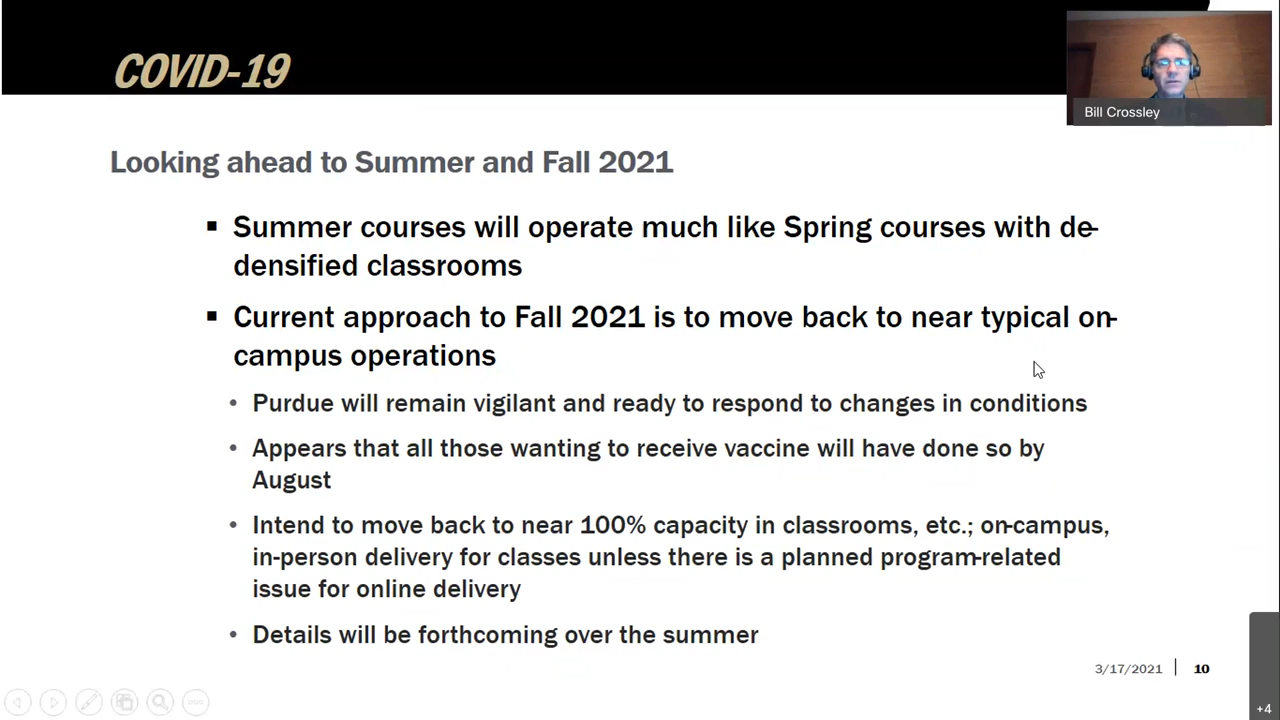 COVID-19
Bill Crossley
Looking ahead to Summer and Fall 2021
▪ Summer courses will operate much like Spring courses with de-
densified classrooms
▪ Current approach to Fall 2021 is to move back to near typical on-
campus operations
• Purdue will remain vigilant and ready to respond to changes in conditions
• Appears that all those wanting to receive vaccine will have done so by
August
• Intend to move back to near 100% capacity in classrooms, etc.; on-campus,
in-person delivery for classes unless there is a planned program-related
issue for online delivery
• Details will be forthcoming over the summer
3/17/2021 | 10
+4